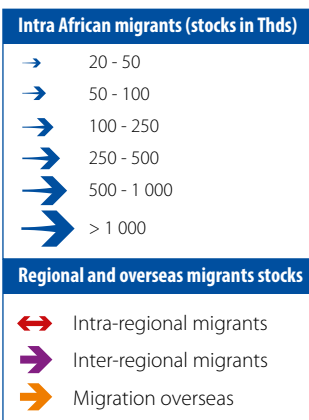 Intra African migrants (stocks in Thds)
20 - 50
50 - 100
100 - 250
250 - 500
500 - 1 000
> 1 000
Regional and overseas migrants stocks
Intra-regional migrants
Inter-regional migrants
Migration overseas